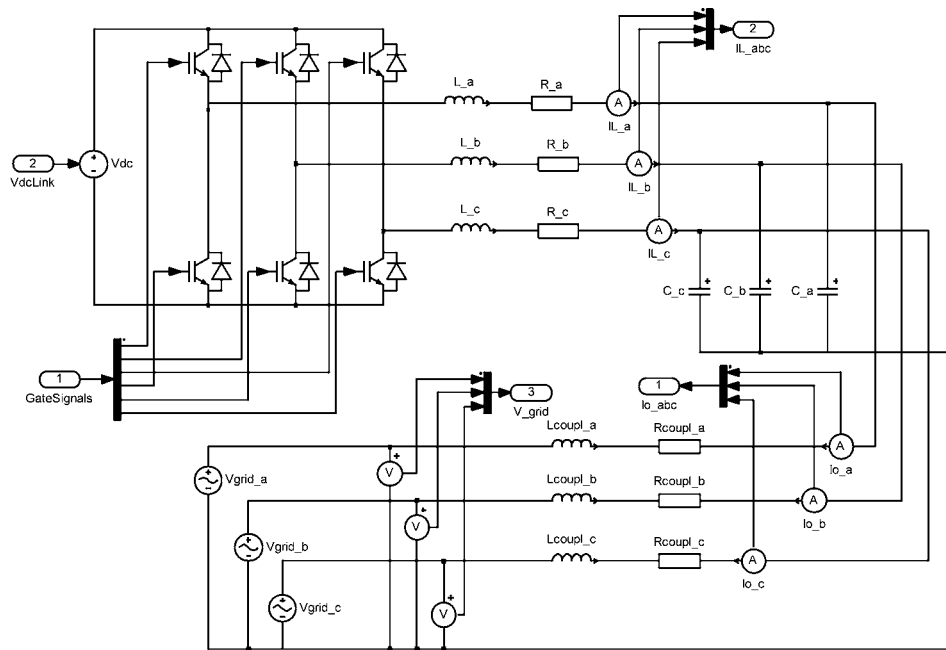 L_a
R_a
A
IL_a
2
IL_abc
2
VdcLink
+
-
Vdc
L_b
R_b
A
IL_b
L_c
R_c
A
IL_c
C_c
+
C_b
+
C_a
+
1
GateSignals
3
V_grid
1
Io_abc
Lcoupl_a
Rcoupl_a
A
Io_a
Vgrid_a
+
-
V
+
Lcoupl_b
Rcoupl_b
A
Io_b
Vgrid_b
+
-
V
+
Lcoupl_c
Rcoupl_c
A
Io_c
Vgrid_c
+
-
V
+